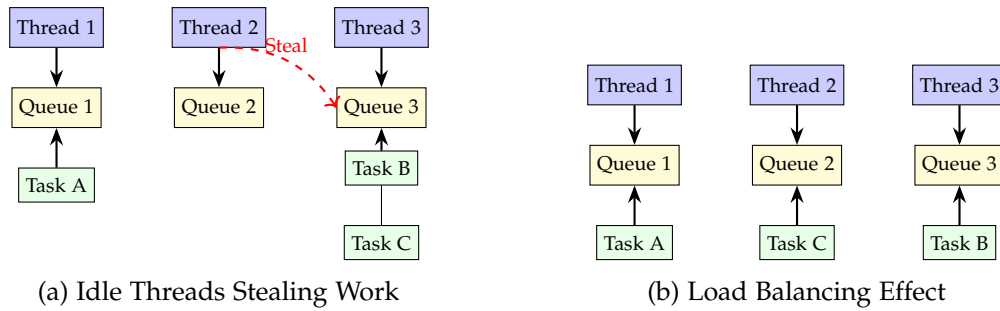 Thread 1
Thread 2
Thread 3
Steal
Queue 1
Queue 2
Queue 3
Task B
Task A
Task C
(a) Idle Threads Stealing Work
Thread 1
Thread 2
Thread 3
Queue 1
Queue 2
Queue 3
Task A
Task C
Task B
(b) Load Balancing Effect